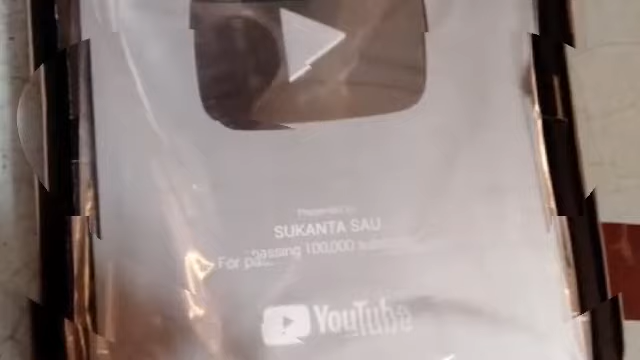 Presented to
SUKANTA SAU
For passing 100,000
YouTube